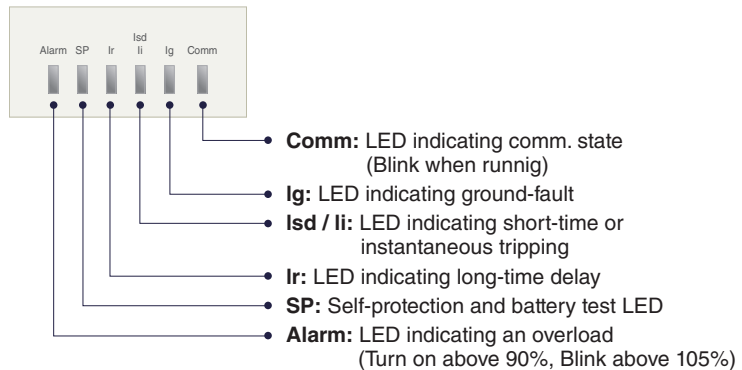 Isd
Alarm SP Ir Ii Ig Comm
Comm: LED indicating comm. state
(Blink when runnig)
Ig: LED indicating ground-fault
Isd / Ii: LED indicating short-time or
instantaneous tripping
Ir: LED indicating long-time delay
SP: Self-protection and battery test LED
Alarm: LED indicating an overload
(Turn on above 90%, Blink above 105%)